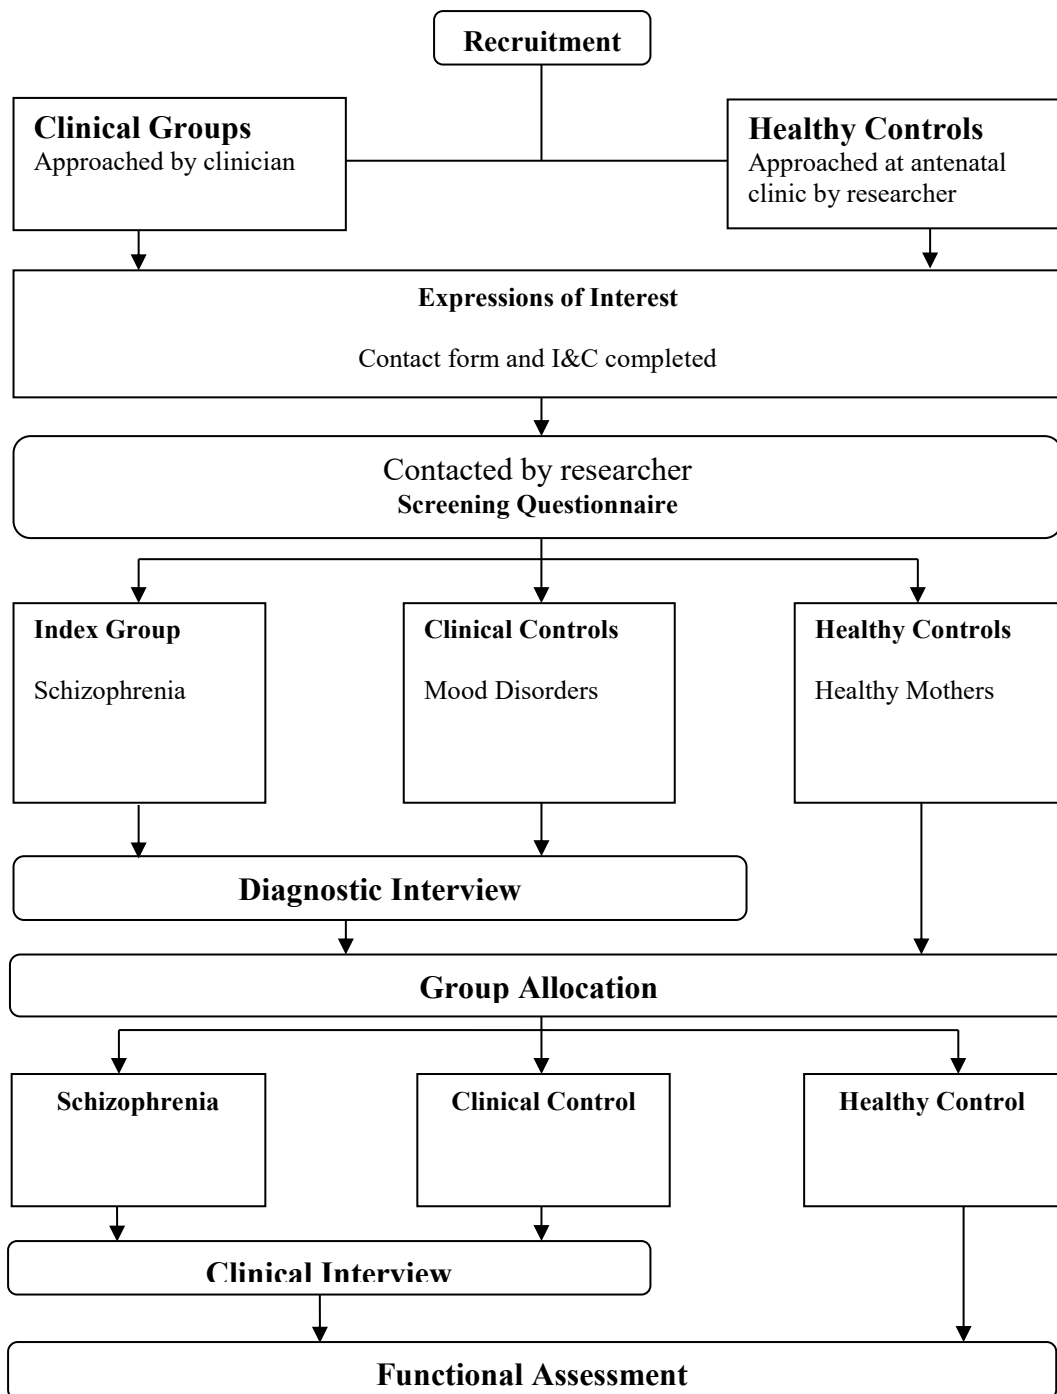 Recruitment
Clinical Groups
Approached by clinician
Healthy Controls
Approached at antenatal
clinic by researcher
Expressions of Interest
Contact form and I&C completed
Contacted by researcher
Screening Questionnaire
Index Group
Schizophrenia
Clinical Controls
Mood Disorders
Healthy Controls
Healthy Mothers
Diagnostic Interview
Group Allocation
Schizophrenia
Clinical Control
Healthy Control
Clinical Interview
Functional Assessment